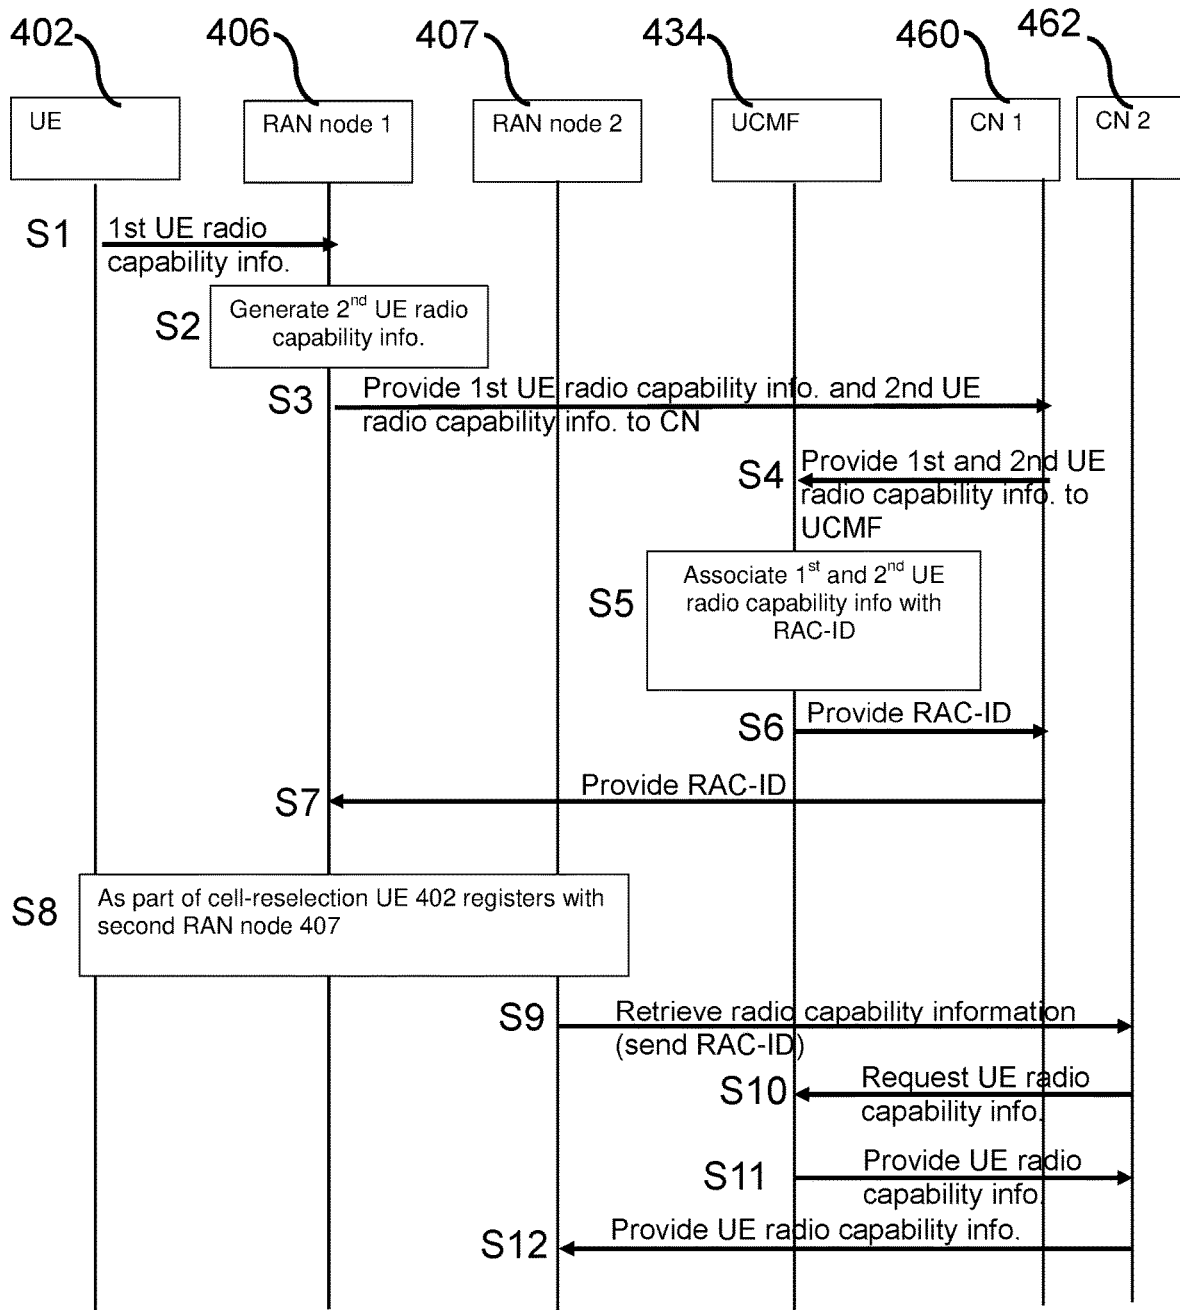 402
406
407
434
460
462
UE
RAN node 1
RAN node 2
UCMF
CN 1
CN 2
S1
1st UE radio
capability info.
S2
Generate 2nd UE radio
capability info.
S3
Provide 1st UE radio capability info. and 2nd UE
radio capability info. to CN
S4
Provide 1st and 2nd UE
radio capability info. to
UCMF
S5
Associate 1st and 2nd UE
radio capability info with
RAC-ID
S6
Provide RAC-ID
S7
Provide RAC-ID
S8
As part of cell-reselection UE 402 registers with
second RAN node 407
S9
Retrieve radio capability information
(send RAC-ID)
S10
Request UE radio
capability info.
S11
Provide UE radio
capability info.
S12
Provide UE radio capability info.